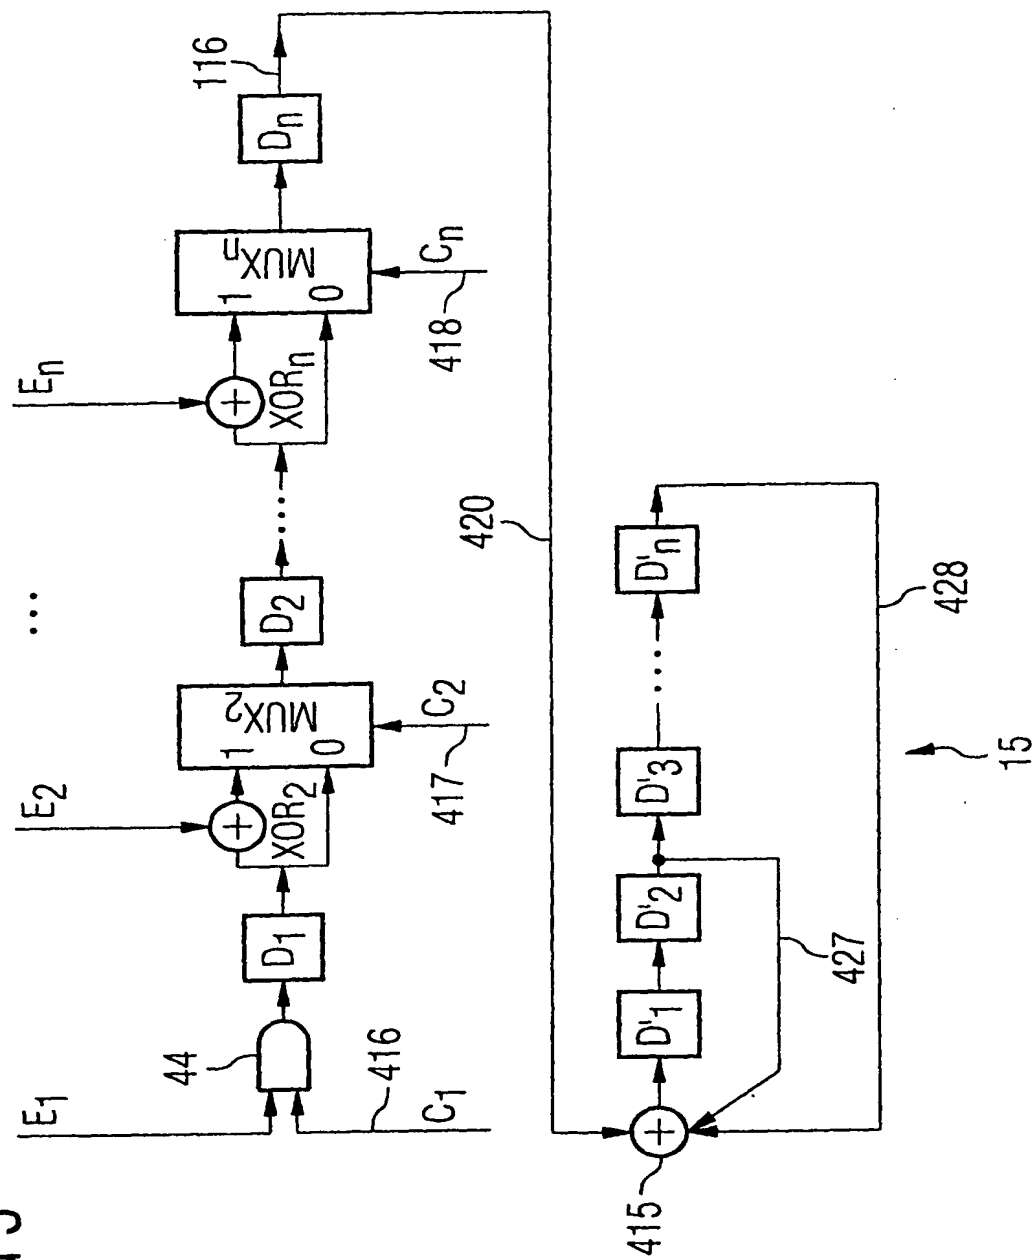 E1
E2
...
En
44
D1
1
0
MUX2
XOR2
D2
....
1
0
MUXn
XORn
Dn
116
C1
416
C2
417
Cn
418
420
415
D'1
D'2
D'3
....
D'n
427
428
15